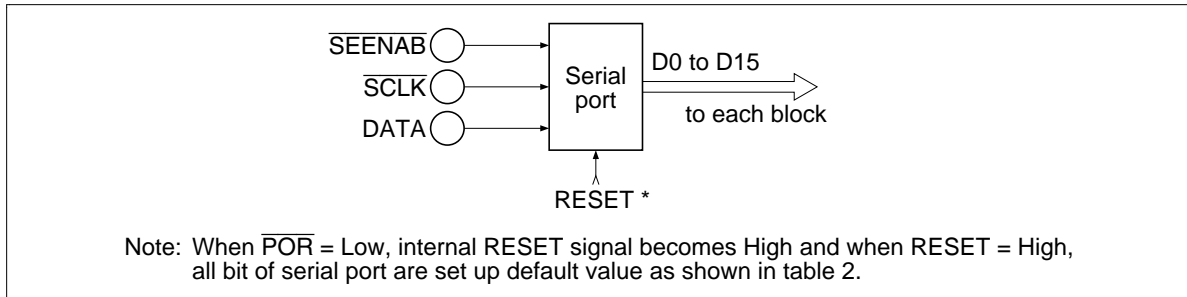 SEENAB
SCLK
DATA
Serial
port
D0 to D15
to each block
RESET *
Note: When POR = Low, internal RESET signal becomes High and when RESET = High,
all bit of serial port are set up default value as shown in table 2.